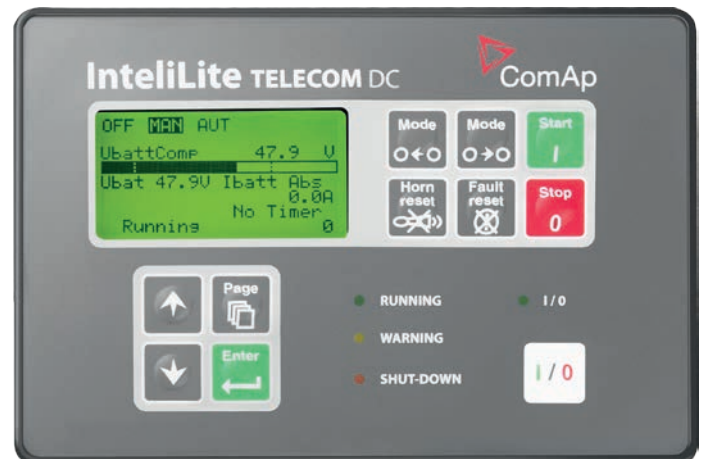 InteliLite TELECOM DC
ComAp
OFF MAN AUT
UbattComp 47.9 V
Ubat 47.9V Ibatt Abs
0.0A
No Timer
Running 0
Mode
Mode
Start
I
Horn
reset
Fault
reset
Stop
0
Page
Enter
RUNNING
I/0
WARNING
SHUT-DOWN
I/0